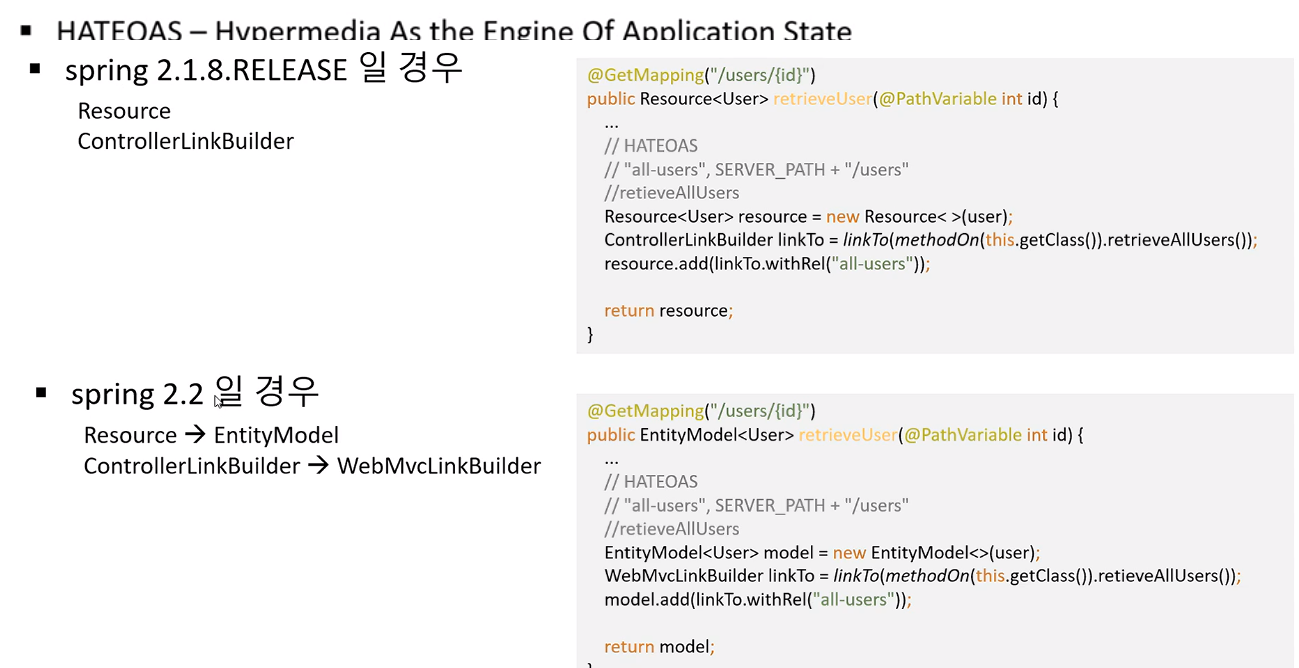 ▪ HATEOAS – Hypermedia As the Engine Of Application State
▪ spring 2.1.8.RELEASE 일 경우
Resource
ControllerLinkBuilder
@GetMapping("/users/{id}")
public Resource<User> retrieveUser(@PathVariable int id) {
...
// HATEOAS
// "all-users", SERVER_PATH + "/users"
//retieveAllUsers
Resource<User> resource = new Resource< >(user);
ControllerLinkBuilder linkTo = linkTo(methodOn(this.getClass()).retrieveAllUsers());
resource.add(linkTo.withRel("all-users"));
return resource;
}
▪ spring 2.2 일 경우
Resource → EntityModel
ControllerLinkBuilder → WebMvcLinkBuilder
@GetMapping("/users/{id}")
public EntityModel<User> retrieveUser(@PathVariable int id) {
...
// HATEOAS
// "all-users", SERVER_PATH + "/users"
//retieveAllUsers
EntityModel<User> model = new EntityModel<>(user);
WebMvcLinkBuilder linkTo = linkTo(methodOn(this.getClass()).retieveAllUsers());
model.add(linkTo.withRel("all-users"));
return model;
}